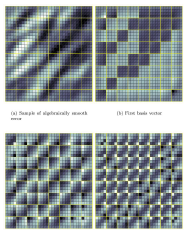 (a) Sample of algebraically smooth
error
(b) First basis vector